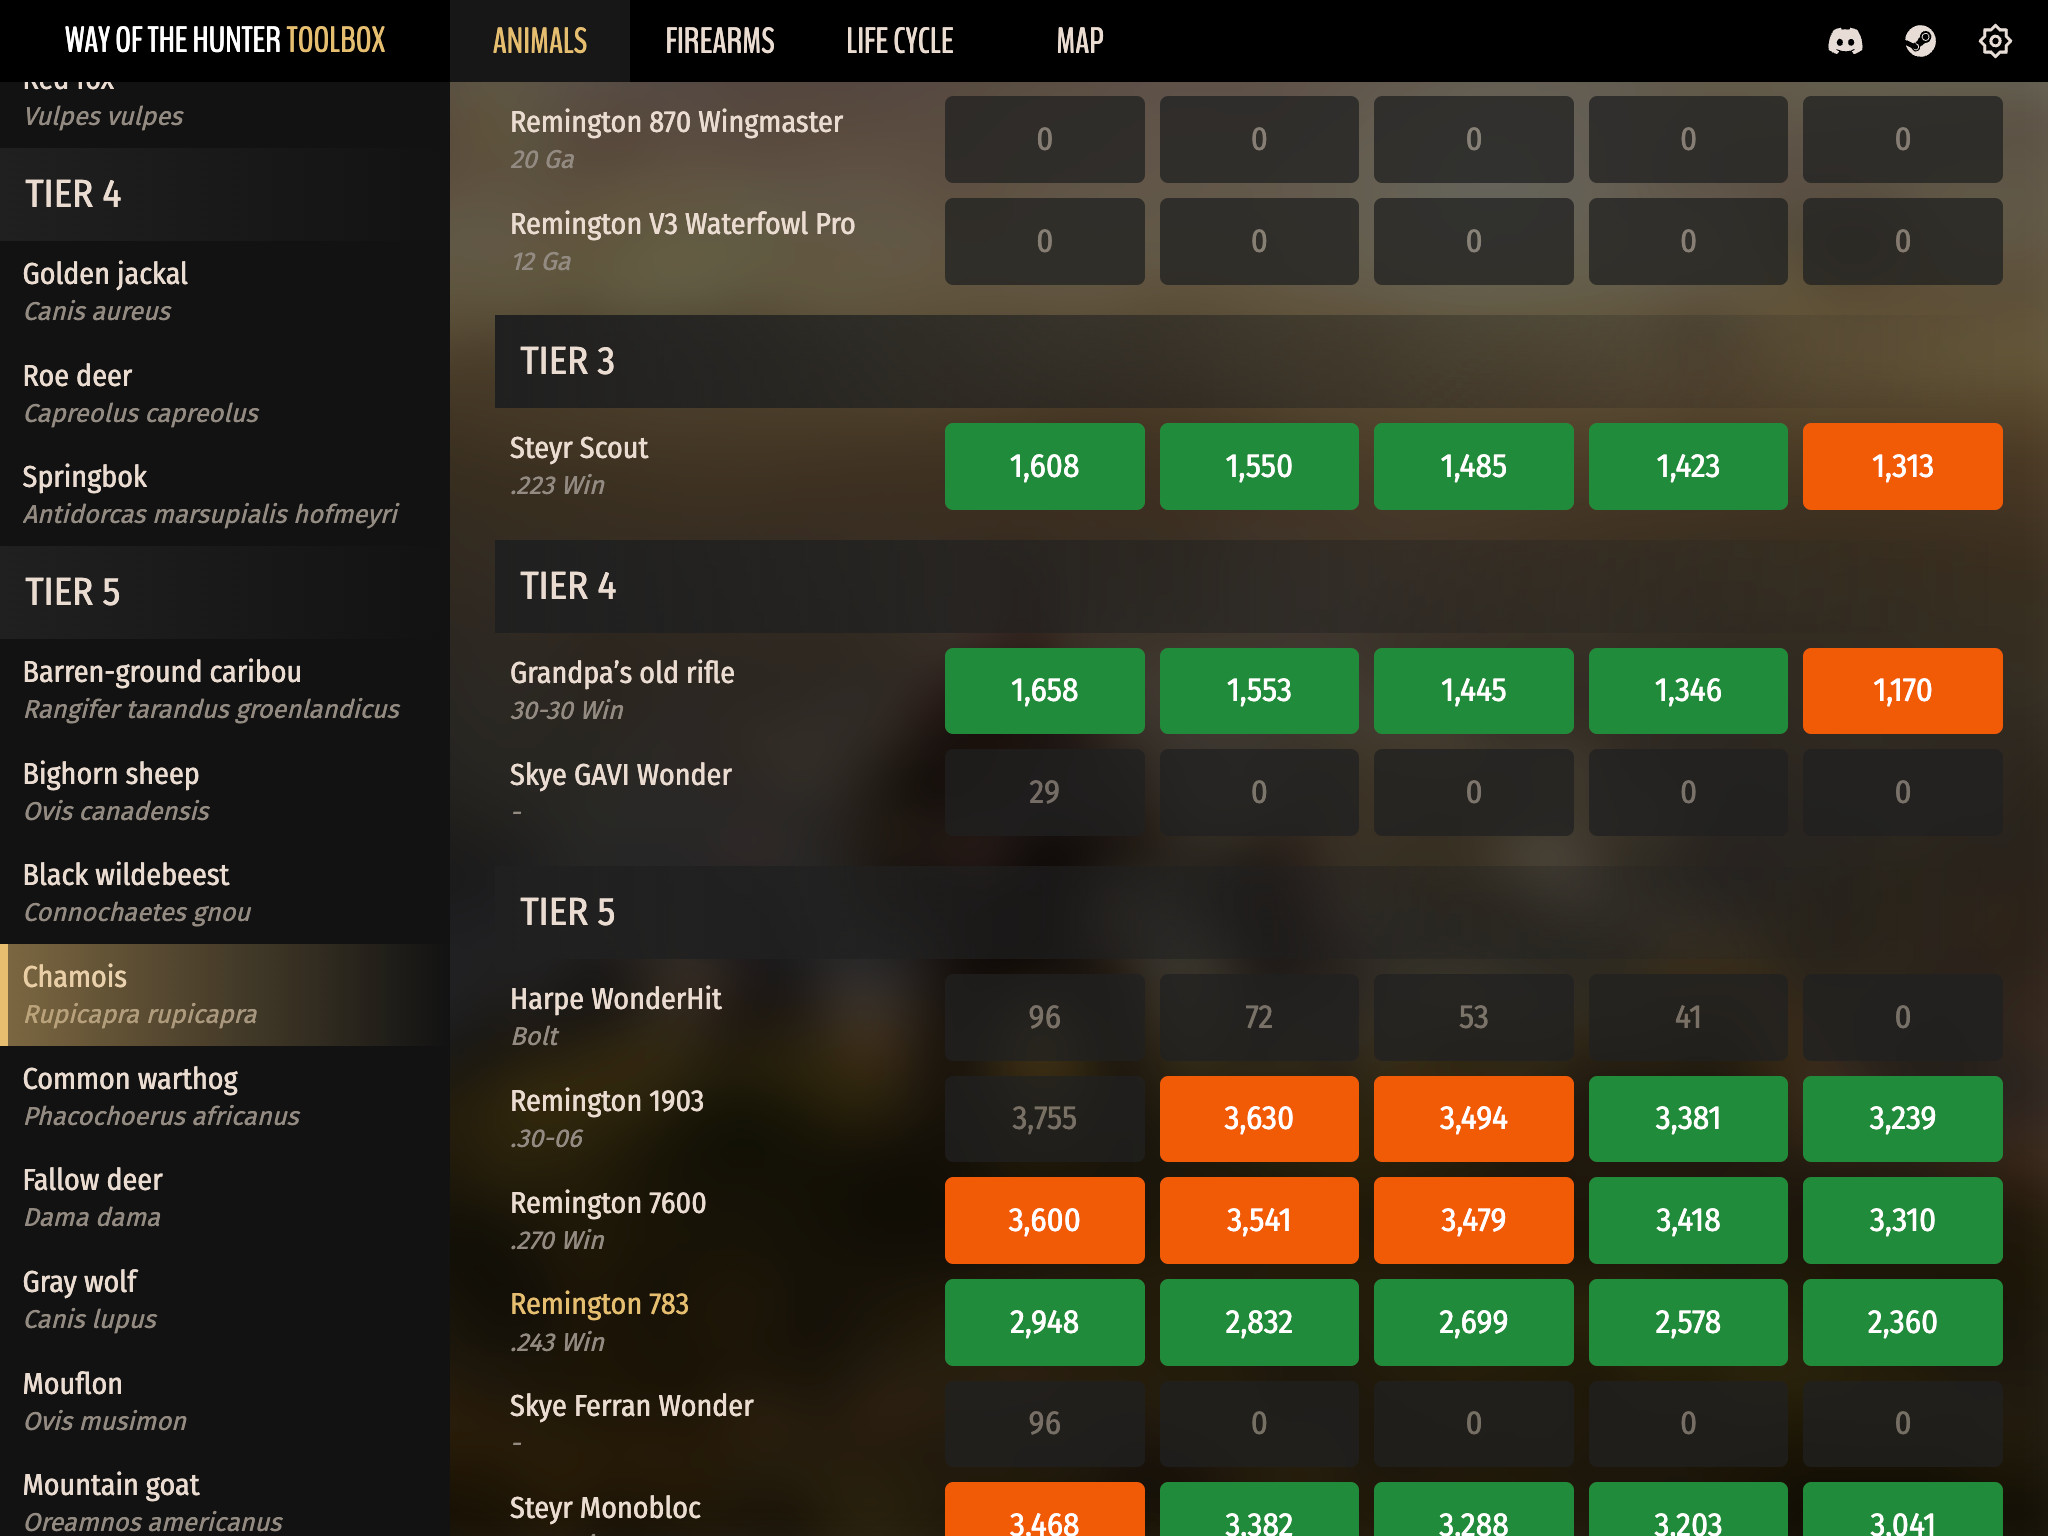 WAY OF THE HUNTER TOOLBOX
ANIMALS
FIREARMS
LIFE CYCLE
MAP
Red fox
Vulpes vulpes
TIER 4
Golden jackal
Canis aureus
Roe deer
Capreolus capreolus
Springbok
Antidorcas marsupialis hofmeyri
TIER 5
Barren-ground caribou
Rangifer tarandus groenlandicus
Bighorn sheep
Ovis canadensis
Black wildebeest
Connochaetes gnou
Chamois
Rupicapra rupicapra
Common warthog
Phacochoerus africanus
Fallow deer
Dama dama
Gray wolf
Canis lupus
Mouflon
Ovis musimon
Mountain goat
Oreamnos americanus
Remington 870 Wingmaster
20 Ga
0 0 0 0 0
Remington V3 Waterfowl Pro
12 Ga
0 0 0 0 0
TIER 3
Steyr Scout
.223 Win
1,608 1,550 1,485 1,423 1,313
TIER 4
Grandpa’s old rifle
30-30 Win
1,658 1,553 1,445 1,346 1,170
Skye GAVI Wonder
-
29 0 0 0 0
TIER 5
Harpe WonderHit
Bolt
96 72 53 41 0
Remington 1903
.30-06
3,755 3,630 3,494 3,381 3,239
Remington 7600
.270 Win
3,600 3,541 3,479 3,418 3,310
Remington 783
.243 Win
2,948 2,832 2,699 2,578 2,360
Skye Ferran Wonder
-
96 0 0 0 0
Steyr Monobloc
3,468 3,382 3,288 3,203 3,041